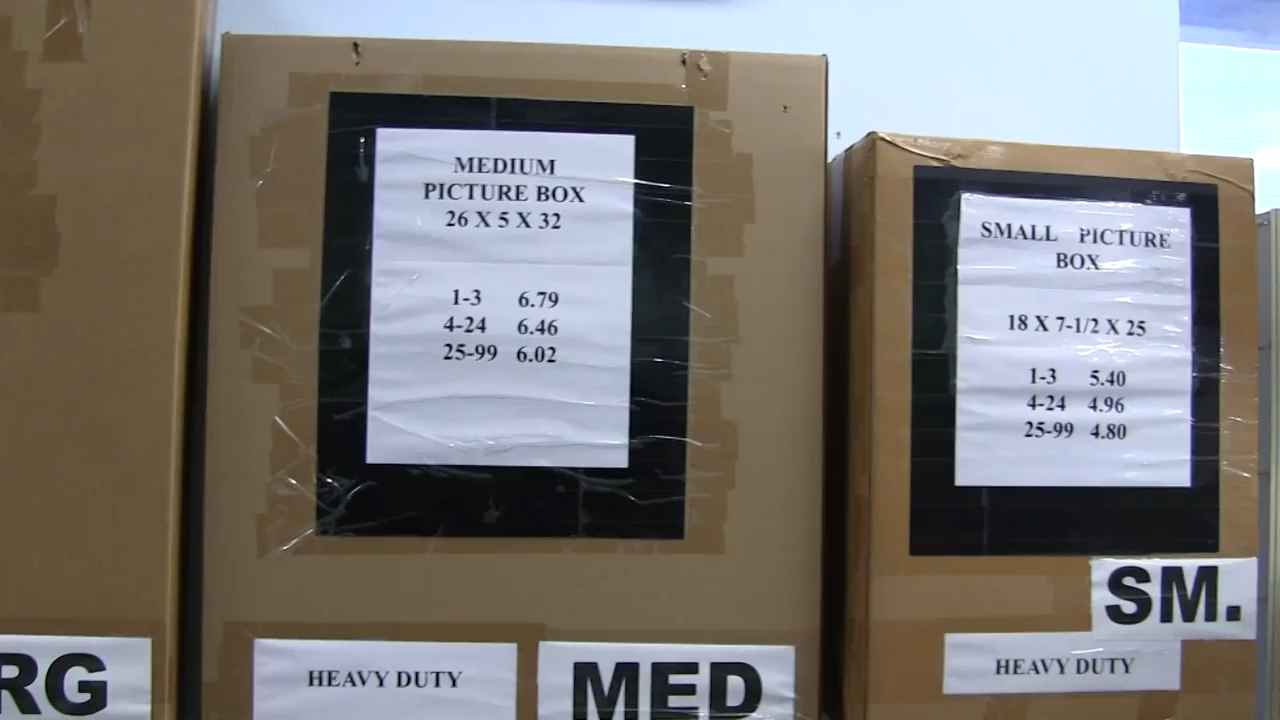 MEDIUM
PICTURE BOX
26 X 5 X 32
1-3 6.79
4-24 6.46
25-99 6.02
HEAVY DUTY
MED
SMALL PICTURE
BOX
18 X 7-1/2 X 25
1-3 5.40
4-24 4.96
25-99 4.80
SM.
HEAVY DUTY
RG